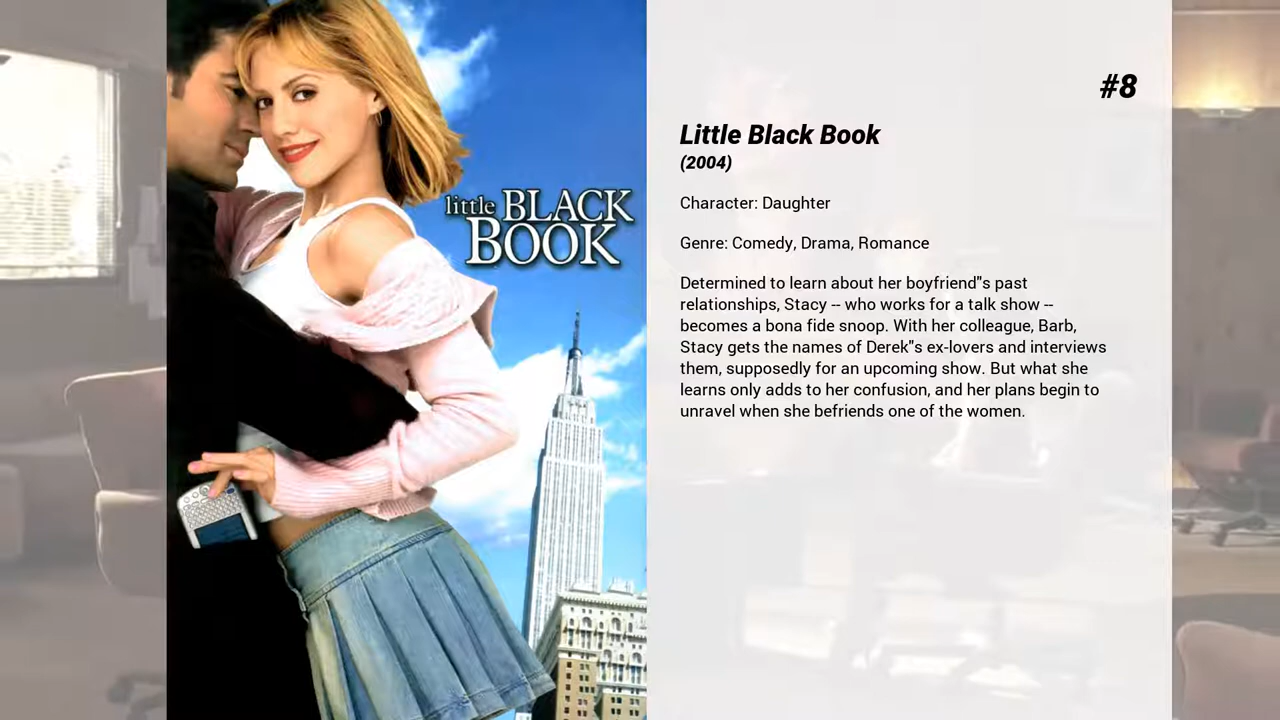 little BLACK
BOOK
#8
Little Black Book
(2004)
Character: Daughter
Genre: Comedy, Drama, Romance
Determined to learn about her boyfriend"s past
relationships, Stacy -- who works for a talk show --
becomes a bona fide snoop. With her colleague, Barb,
Stacy gets the names of Derek"s ex-lovers and interviews
them, supposedly for an upcoming show. But what she
learns only adds to her confusion, and her plans begin to
unravel when she befriends one of the women.